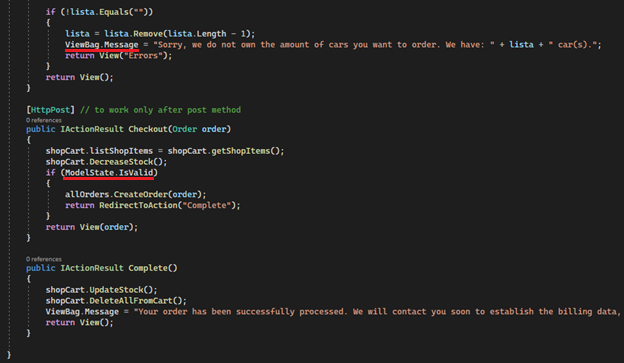 if (!lista.Equals(""))
{
lista = lista.Remove(lista.Length - 1);
ViewBag.Message = "Sorry, we do not own the amount of cars you want to order. We have: " + lista + " car(s).";
return View("Errors");
}
return View();
}
[HttpPost] // to work only after post method
0 references
public IActionResult Checkout(Order order)
{
shopCart.listShopItems = shopCart.getShopItems();
shopCart.DecreaseStock();
if (ModelState.IsValid)
{
allOrders.CreateOrder(order);
return RedirectToAction("Complete");
}
return View(order);
}
0 references
public IActionResult Complete()
{
shopCart.UpdateStock();
shopCart.DeleteAllFromCart();
ViewBag.Message = "Your order has been successfully processed. We will contact you soon to establish the billing data,
return View();
}
}